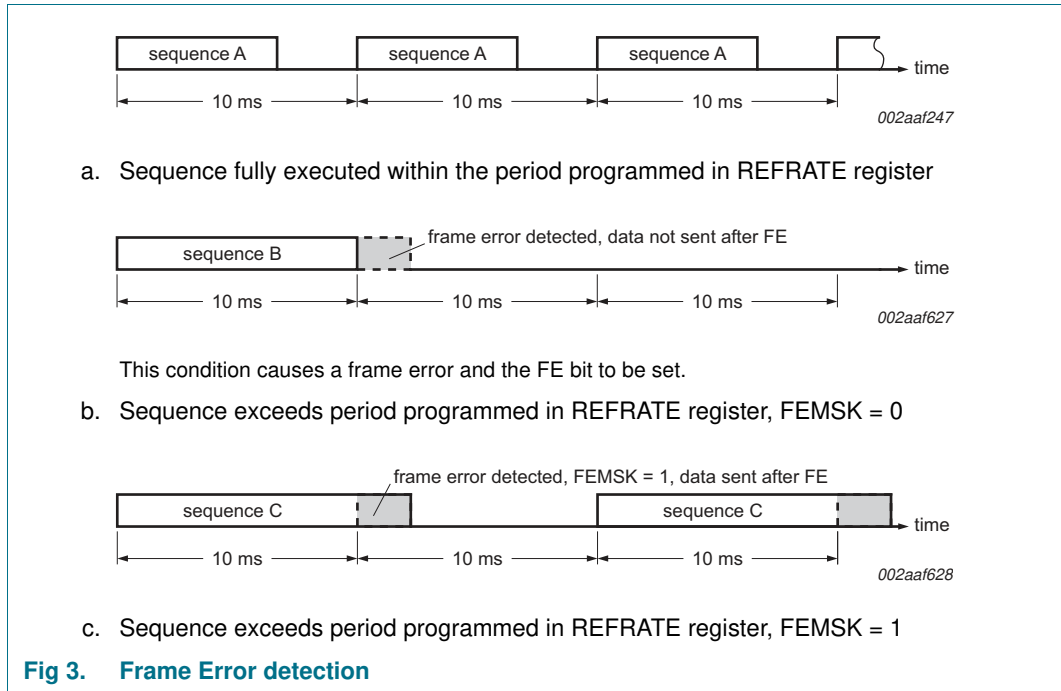 sequence A sequence A sequence A
time
10 ms 10 ms 10 ms
002aaf247
a. Sequence fully executed within the period programmed in REFRATE register
frame error detected, data not sent after FE
sequence B
time
10 ms 10 ms 10 ms
002aaf627
This condition causes a frame error and the FE bit to be set.
b. Sequence exceeds period programmed in REFRATE register, FEMSK = 0
frame error detected, FEMSK = 1, data sent after FE
sequence C sequence C
time
10 ms 10 ms 10 ms
002aaf628
c. Sequence exceeds period programmed in REFRATE register, FEMSK = 1
Fig 3. Frame Error detection